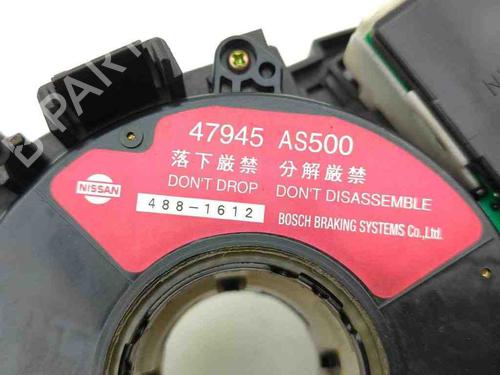 47945 AS500
落下厳禁 分解厳禁
DON'T DROP DON'T DISASSEMBLE
NISSAN
488-1612
BOSCH BRAKING SYSTEMS Co.,Ltd.